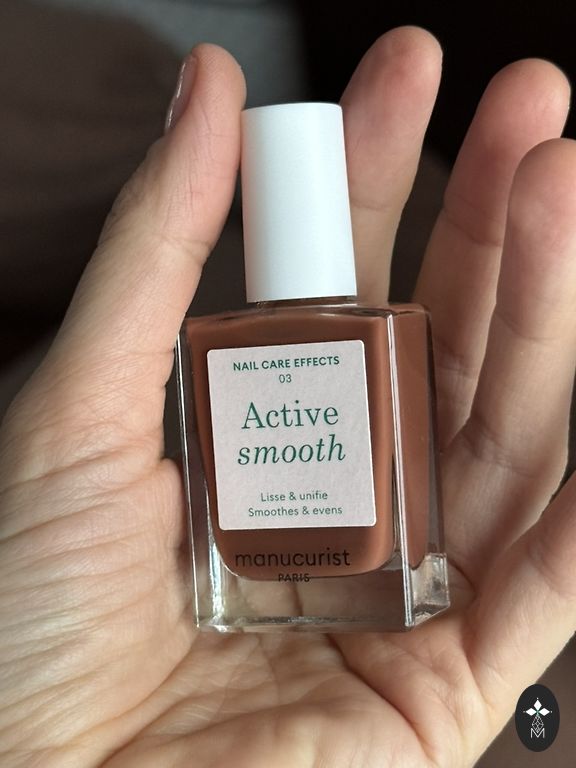 NAIL CARE EFFECTS
03
Active
smooth
Lisse & unifie
Smoothes & evens
manucurist
PARIS
M